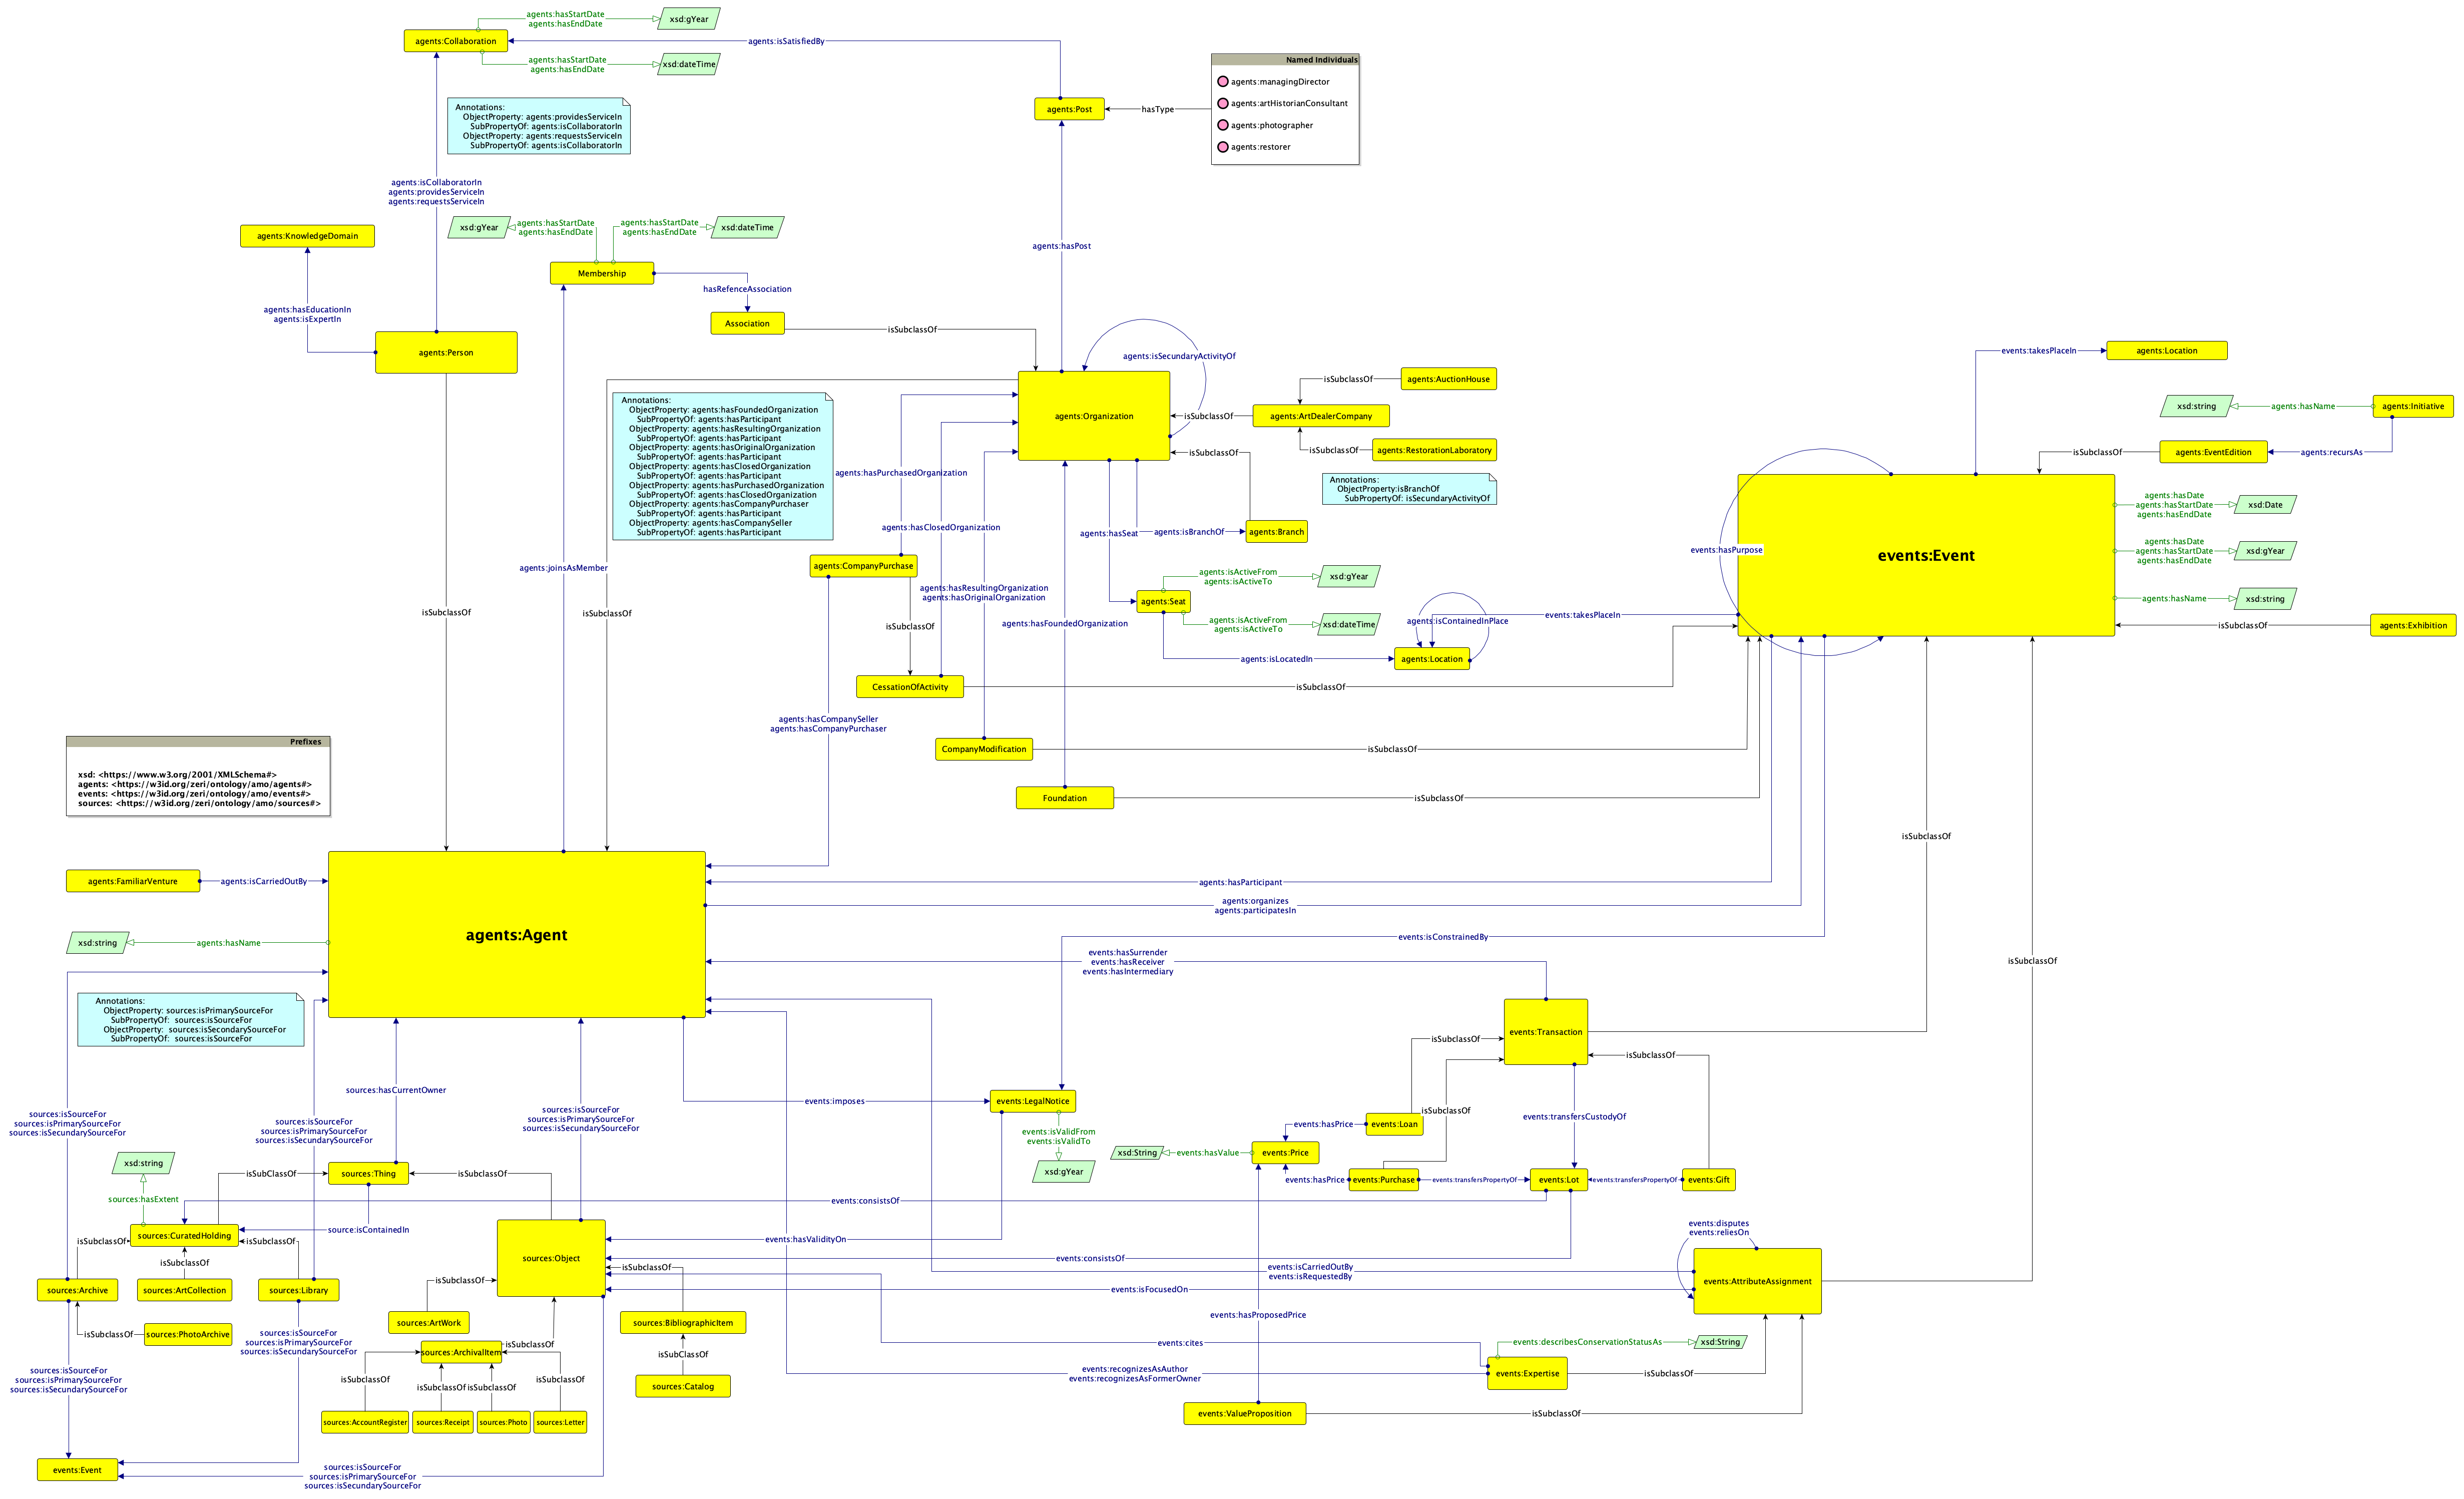 agents:hasStartDate
agents:hasEndDate
xsd:gYear
agents:Collaboration
agents:isSatisfiedBy
agents:hasStartDate
agents:hasEndDate
xsd:dateTime
Named Individuals
agents:managingDirector
agents:artHistorianConsultant
agents:photographer
agents:restorer
hasType
agents:Post
Annotations:
ObjectProperty: agents:providesServiceIn
SubPropertyOf: agents:isCollaboratorIn
ObjectProperty: agents:requestsServiceIn
SubPropertyOf: agents:isCollaboratorIn
agents:isCollaboratorIn
agents:providesServiceIn
agents:requestsServiceIn
agents:KnowledgeDomain
xsd:gYear
agents:hasStartDate
agents:hasEndDate
agents:hasStartDate
agents:hasEndDate
xsd:dateTime
agents:hasPost
Membership
hasRefenceAssociation
agents:hasEducationIn
agents:isExpertIn
Association
isSubclassOf
agents:Person
agents:isSecundaryActivityOf
events:takesPlaceIn
agents:Location
Annotations:
ObjectProperty: agents:hasFoundedOrganization
SubPropertyOf: agents:hasParticipant
ObjectProperty: agents:hasResultingOrganization
SubPropertyOf: agents:hasParticipant
ObjectProperty: agents:hasOriginalOrganization
SubPropertyOf: agents:hasParticipant
ObjectProperty: agents:hasClosedOrganization
SubPropertyOf: agents:hasParticipant
ObjectProperty: agents:hasPurchasedOrganization
SubPropertyOf: agents:hasClosedOrganization
ObjectProperty: agents:hasCompanyPurchaser
SubPropertyOf: agents:hasParticipant
ObjectProperty: agents:hasCompanySeller
SubPropertyOf: agents:hasParticipant
agents:Organization
isSubclassOf
agents:AuctionHouse
isSubclassOf
agents:ArtDealerCompany
isSubclassOf
agents:RestorationLaboratory
isSubclassOf
Annotations:
ObjectProperty:isBranchOf
SubPropertyOf: isSecundaryActivityOf
xsd:string
agents:hasName
agents:Initiative
isSubclassOf
agents:EventEdition
agents:recursAs
agents:hasPurchasedOrganization
agents:hasClosedOrganization
agents:hasSeat
agents:isBranchOf
agents:Branch
agents:hasDate
agents:hasStartDate
agents:hasEndDate
xsd:Date
events:hasPurpose
events:Event
agents:hasDate
agents:hasStartDate
agents:hasEndDate
xsd:gYear
agents:joinsAsMember
agents:CompanyPurchase
agents:hasResultingOrganization
agents:hasOriginalOrganization
agents:isActiveFrom
agents:isActiveTo
xsd:gYear
agents:Seat
agents:hasName
xsd:string
isSubclassOf
isSubclassOf
isSubclassOf
agents:hasFoundedOrganization
agents:isActiveFrom
agents:isActiveTo
xsd:dateTime
agents:isContainedInPlace
events:takesPlaceIn
isSubclassOf
agents:Exhibition
agents:isLocatedIn
agents:Location
CessationOfActivity
isSubclassOf
agents:hasCompanySeller
agents:hasCompanyPurchaser
Prefixes
xsd: <https://www.w3.org/2001/XMLSchema#>
agents: <https://w3id.org/zeri/ontology/amo/agents#>
events: <https://w3id.org/zeri/ontology/amo/events#>
sources: <https://w3id.org/zeri/ontology/amo/sources#>
CompanyModification
isSubclassOf
Foundation
isSubclassOf
isSubclassOf
agents:FamiliarVenture
agents:isCarriedOutBy
agents:hasParticipant
agents:organizes
agents:participatesIn
agents:Agent
xsd:string
agents:hasName
events:isConstrainedBy
events:hasSurrender
events:hasReceiver
events:hasIntermediary
isSubclassOf
Annotations:
ObjectProperty: sources:isPrimarySourceFor
SubPropertyOf:  sources:isSourceFor
ObjectProperty:  sources:isSecondarySourceFor
SubPropertyOf:  sources:isSourceFor
events:Transaction
isSubclassOf
isSubclassOf
isSubclassOf
sources:hasCurrentOwner
events:imposes
events:LegalNotice
sources:isSourceFor
sources:isPrimarySourceFor
sources:isSecundarySourceFor
sources:isSourceFor
sources:isPrimarySourceFor
sources:isSecundarySourceFor
sources:isSourceFor
sources:isPrimarySourceFor
sources:isSecundarySourceFor
events:isValidFrom
events:isValidTo
xsd:gYear
events:transfersCustodyOf
events:hasPrice
events:Loan
xsd:String
events:hasValue
events:Price
xsd:string
isSubClassOf
sources:Thing
isSubclassOf
events:hasPrice
events:Purchase
events:transfersPropertyOf
events:Lot
events:transfersPropertyOf
events:Gift
sources:hasExtent
events:consistsOf
source:isContainedIn
sources:CuratedHolding
isSubclassOf
isSubclassOf
isSubclassOf
events:hasValidityOn
events:disputes
events:reliesOn
sources:Object
events:consistsOf
isSubclassOf
events:isCarriedOutBy
events:isRequestedBy
events:AttributeAssignment
sources:Archive
sources:ArtCollection
sources:Library
isSubclassOf
events:isFocusedOn
events:hasProposedPrice
sources:ArtWork
sources:BibliographicItem
isSubclassOf
sources:PhotoArchive
sources:isSourceFor
sources:isPrimarySourceFor
sources:isSecundarySourceFor
isSubclassOf
sources:ArchivalItem
isSubClassOf
events:cites
events:describesConservationStatusAs
xsd:String
sources:isSourceFor
sources:isPrimarySourceFor
sources:isSecundarySourceFor
isSubclassOf
isSubclassOf
isSubclassOf
isSubclassOf
sources:Catalog
events:recognizesAsAuthor
events:recognizesAsFormerOwner
events:Expertise
isSubclassOf
sources:AccountRegister
sources:Receipt
sources:Photo
sources:Letter
events:ValueProposition
isSubclassOf
events:Event
sources:isSourceFor
sources:isPrimarySourceFor
sources:isSecundarySourceFor